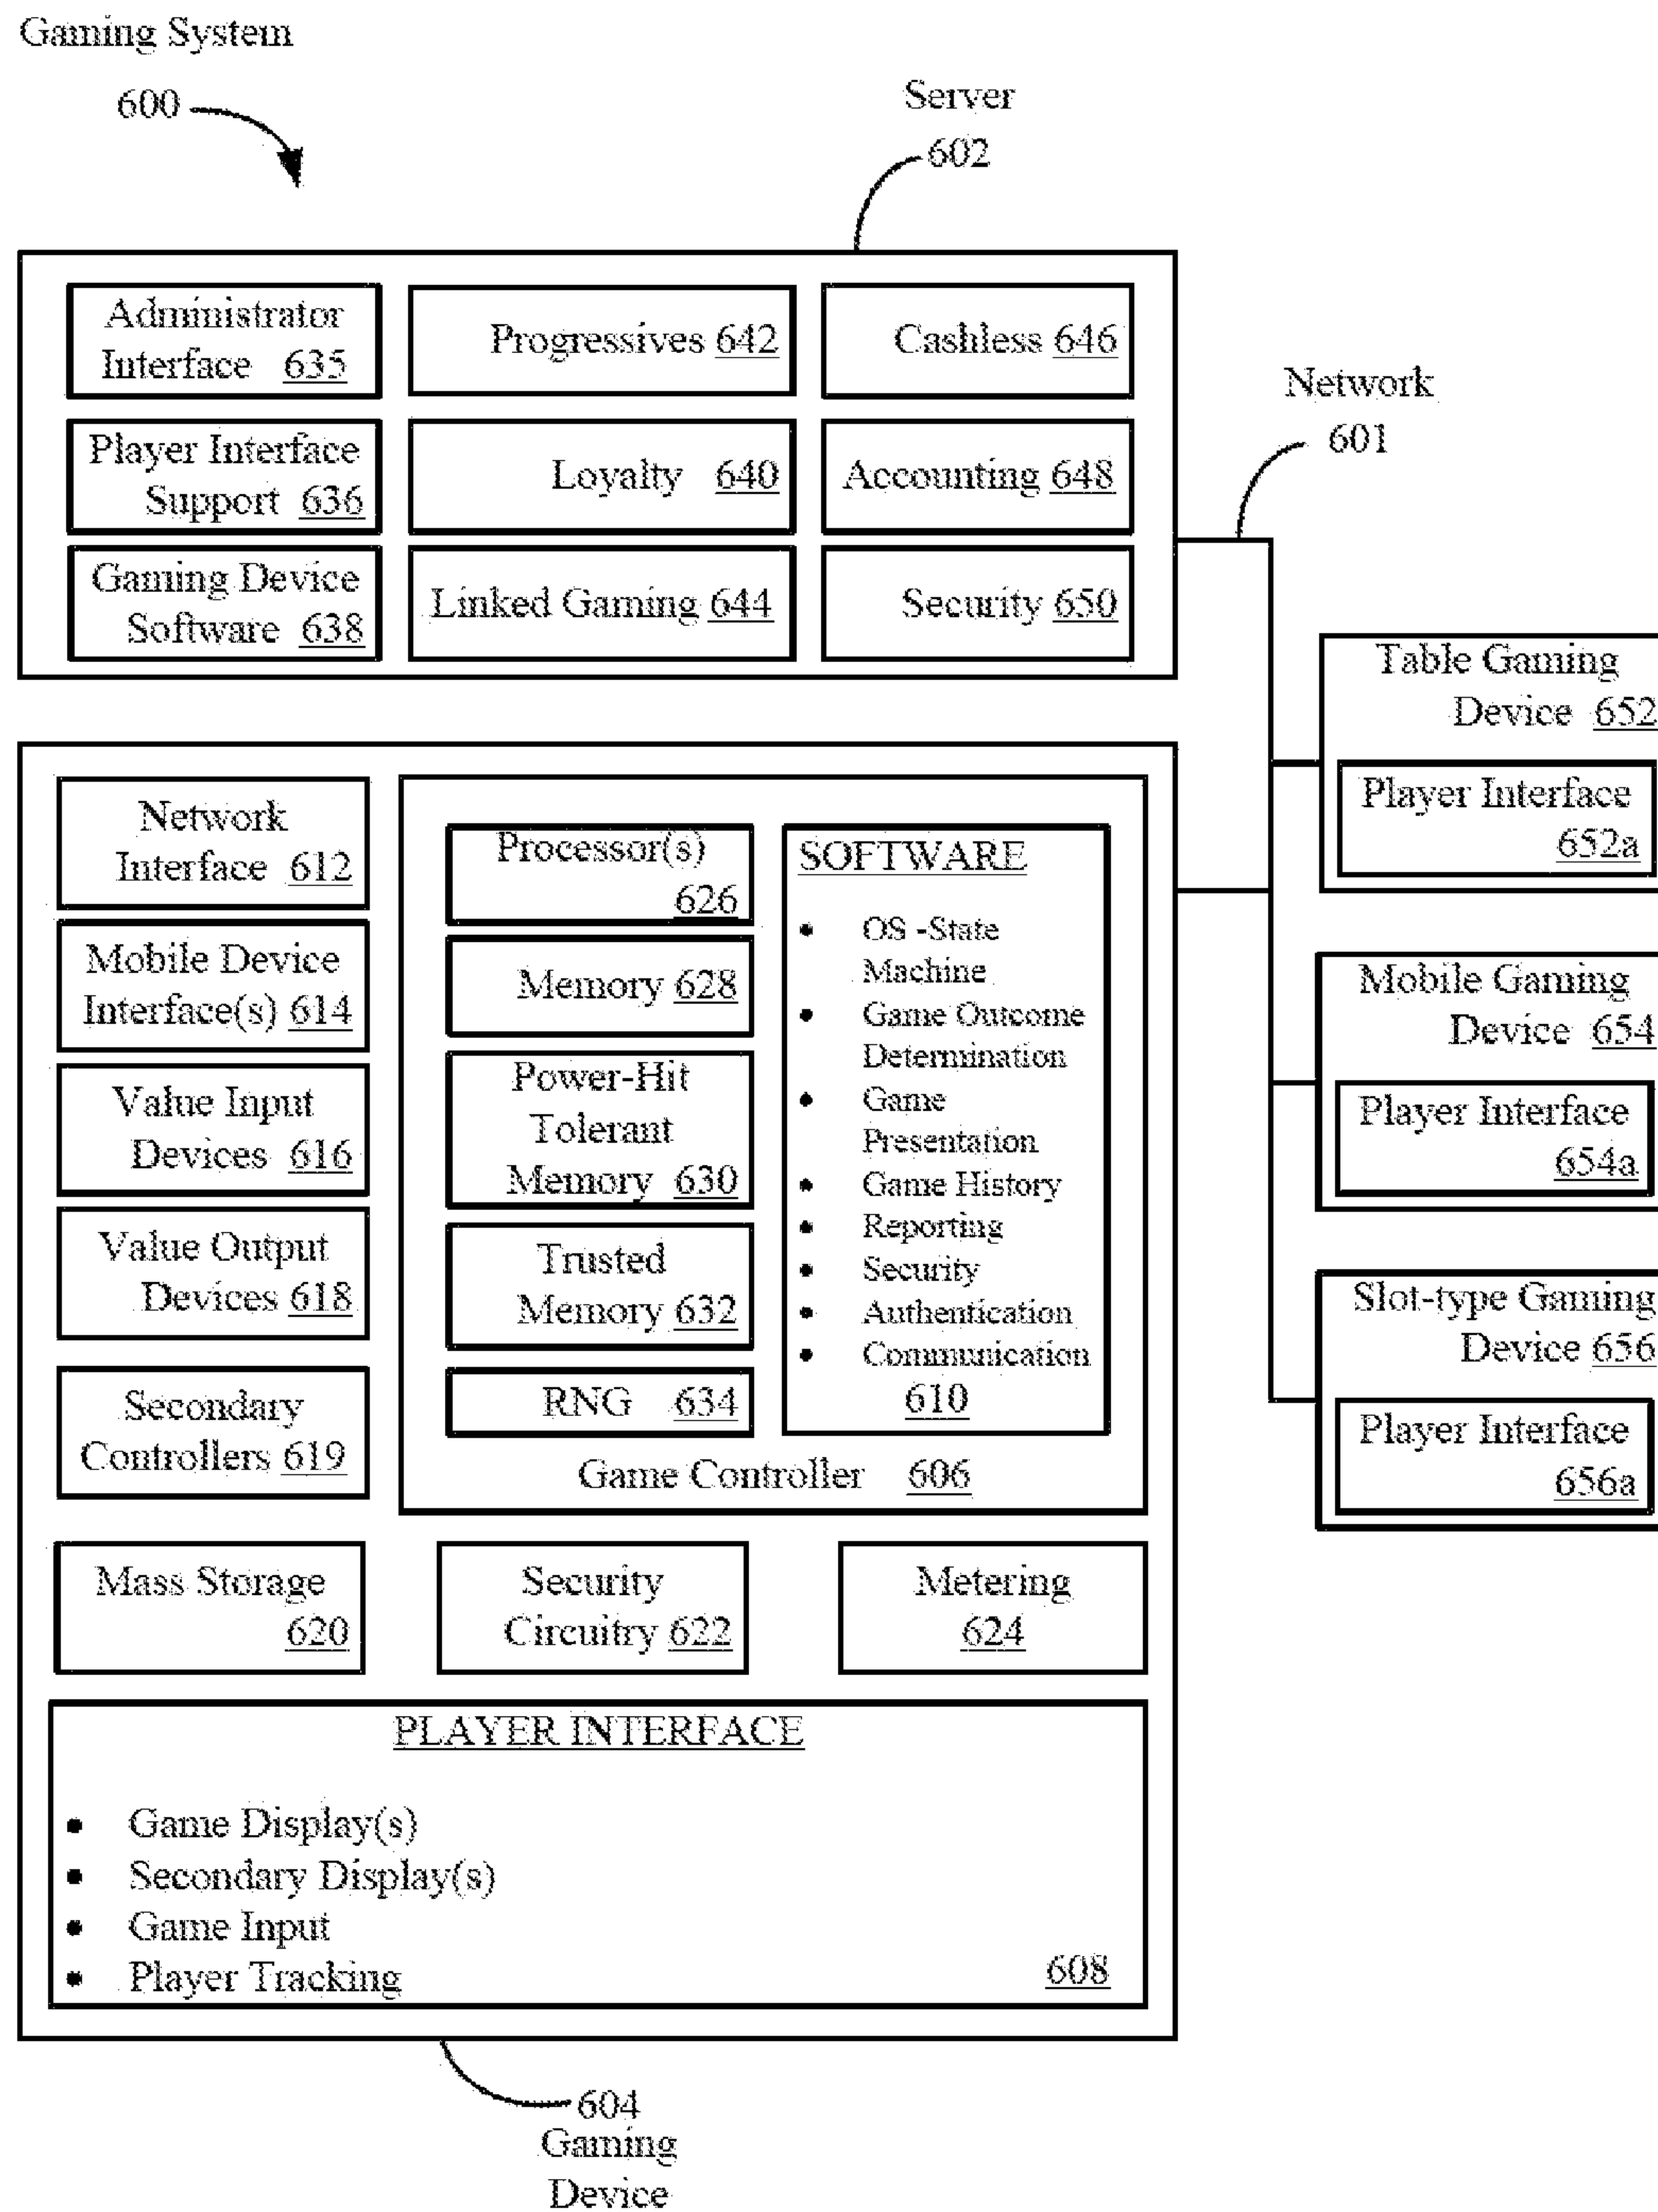 Gaming System
600
Server
602
Administrator
Interface 635
Progressives 642
Cashless 646
Player Interface
Support 636
Loyalty 640
Accounting 648
Gaming Device
Software 638
Linked Gaming 644
Security 650
Network
601
Table Gaming
Device 652
Player Interface
652a
Mobile Gaming
Device 654
Player Interface
654a
Slot-type Gaming
Device 656
Player Interface
656a
Network
Interface 612
Mobile Device
Interface(s) 614
Value Input
Devices 616
Value Output
Devices 618
Secondary
Controllers 619
Processor(s)
626
Memory 628
Power-Hit
Tolerant
Memory 630
Trusted
Memory 632
RNG 634
SOFTWARE
• OS -State
Machine
• Game Outcome
Determination
• Game
Presentation
• Game History
• Reporting
• Security
• Authentication
• Communication
610
Game Controller 606
Mass Storage
620
Security
Circuitry 622
Metering
624
PLAYER INTERFACE
• Game Display(s)
• Secondary Display(s)
• Game Input
• Player Tracking
608
604
Gaming
Device